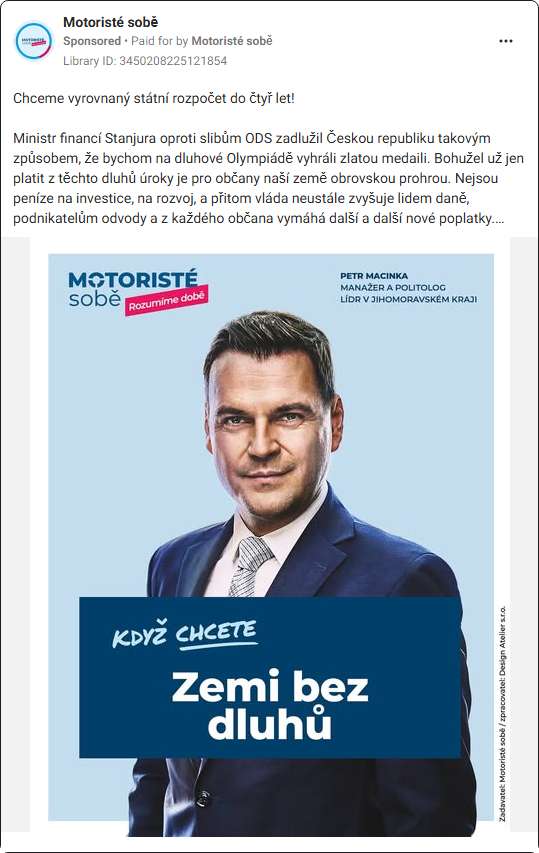 Motoristé sobě
Sponsored • Paid for by Motoristé sobě
Library ID: 3450208225121854
Chceme vyrovnaný státní rozpočet do čtyř let!
Ministr financí Stanjura oproti slibům ODS zadlužil Českou republiku takovým
způsobem, že bychom na dluhové Olympiádě vyhráli zlatou medaili. Bohužel už jen
platit z těchto dluhů úroky je pro občany naší země obrovskou prohrou. Nejsou
peníze na investice, na rozvoj, a přitom vláda neustále zvyšuje lidem daně,
podnikatelům odvody a z každého občana vymáhá další a další nové poplatky....
MOTORISTÉ
sobě
Rozumíme době
PETR MACINKA
MANAŽER A POLITOLOG
LÍDR V JIHOMORAVSKÉM KRAJI
KDYŽ CHCETE
Zemi bez
dluhů
Zadavatel: Motoristé sobě / zpracovatel: Design Atelier s.r.o.